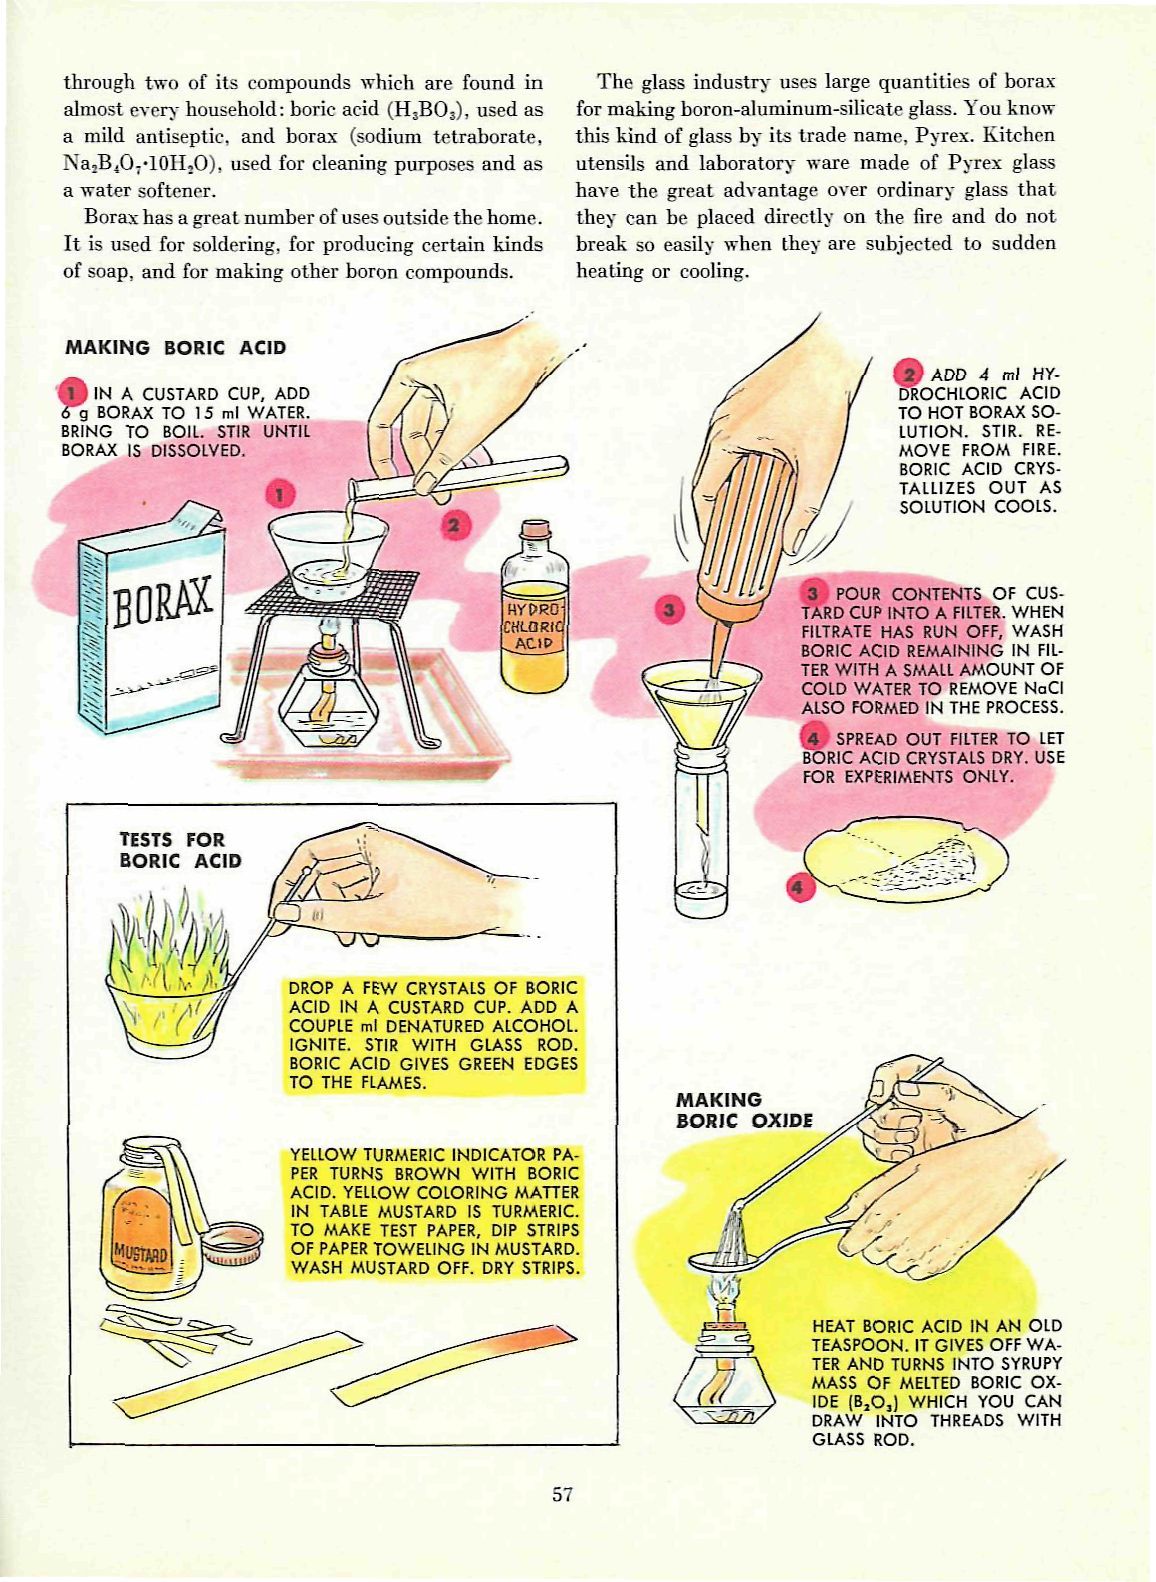 through two of its compounds which are found in
almost every household: boric acid (H₃BO₃), used as
a mild antiseptic, and borax (sodium tetraborate,
Na₂B₄O₇·10H₂O), used for cleaning purposes and as
a water softener.
Borax has a great number of uses outside the home.
It is used for soldering, for producing certain kinds
of soap, and for making other boron compounds.
The glass industry uses large quantities of borax
for making boron-aluminum-silicate glass. You know
this kind of glass by its trade name, Pyrex. Kitchen
utensils and laboratory ware made of Pyrex glass
have the great advantage over ordinary glass that
they can be placed directly on the fire and do not
break so easily when they are subjected to sudden
heating or cooling.
MAKING BORIC ACID
1 IN A CUSTARD CUP, ADD
6 g BORAX TO 15 ml WATER.
BRING TO BOIL. STIR UNTIL
BORAX IS DISSOLVED.
1
2
BORAX
HYDRO-
CHLORIC
ACID
2 ADD 4 ml HY-
DROCHLORIC ACID
TO HOT BORAX SO-
LUTION. STIR. RE-
MOVE FROM FIRE.
BORIC ACID CRYS-
TALLIZES OUT AS
SOLUTION COOLS.
3
3 POUR CONTENTS OF CUS-
TARD CUP INTO A FILTER. WHEN
FILTRATE HAS RUN OFF, WASH
BORIC ACID REMAINING IN FIL-
TER WITH A SMALL AMOUNT OF
COLD WATER TO REMOVE NaCl
ALSO FORMED IN THE PROCESS.
4 SPREAD OUT FILTER TO LET
BORIC ACID CRYSTALS DRY. USE
FOR EXPERIMENTS ONLY.
4
TESTS FOR
BORIC ACID
DROP A FEW CRYSTALS OF BORIC
ACID IN A CUSTARD CUP. ADD A
COUPLE ml DENATURED ALCOHOL.
IGNITE. STIR WITH GLASS ROD.
BORIC ACID GIVES GREEN EDGES
TO THE FLAMES.
YELLOW TURMERIC INDICATOR PA-
PER TURNS BROWN WITH BORIC
ACID. YELLOW COLORING MATTER
IN TABLE MUSTARD IS TURMERIC.
TO MAKE TEST PAPER, DIP STRIPS
OF PAPER TOWELING IN MUSTARD.
WASH MUSTARD OFF. DRY STRIPS.
MUSTARD
MAKING
BORIC OXIDE
HEAT BORIC ACID IN AN OLD
TEASPOON. IT GIVES OFF WA-
TER AND TURNS INTO SYRUPY
MASS OF MELTED BORIC OX-
IDE (B₂O₃) WHICH YOU CAN
DRAW INTO THREADS WITH
GLASS ROD.
57